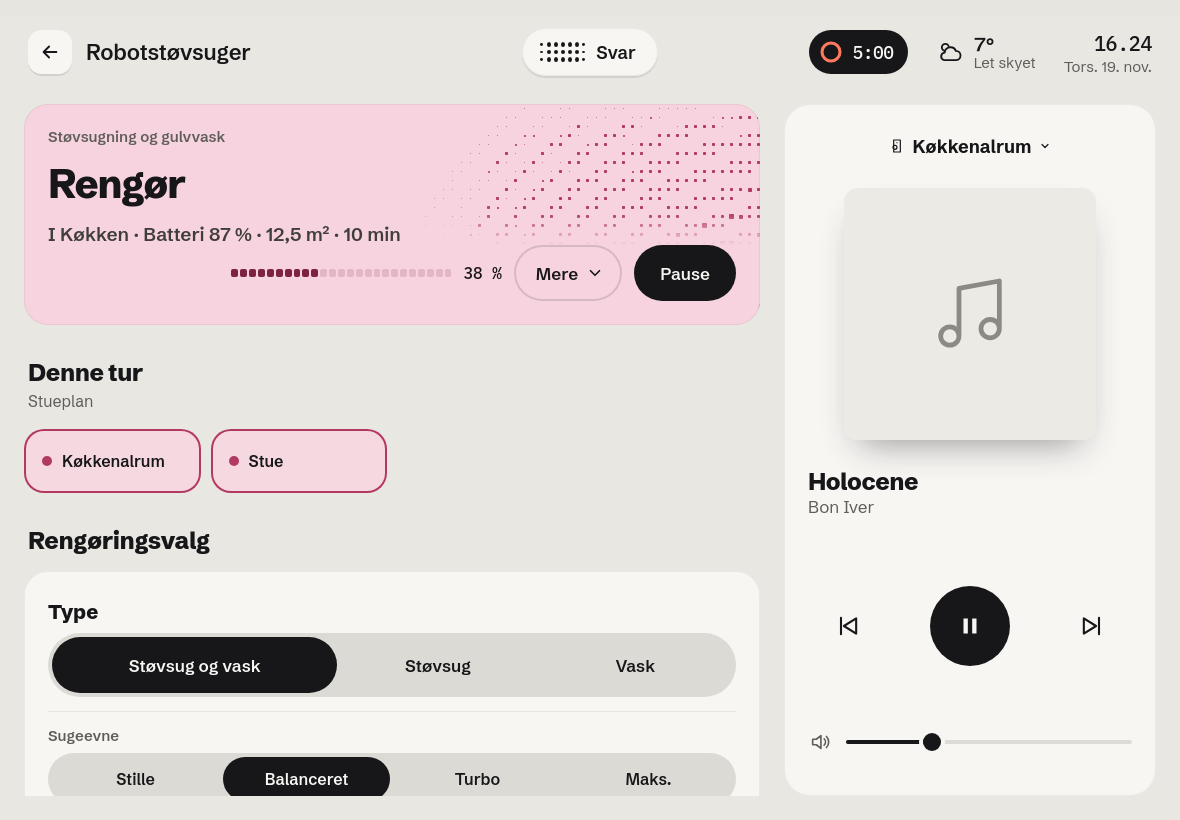 Robotstøvsuger
Svar
5:00
7°
Let skyet
16.24
Tors. 19. nov.
Støvsugning og gulvvask
Rengør
I Køkken · Batteri 87 % · 12,5 m² · 10 min
38 %
Mere
Pause
Denne tur
Stueplan
Køkkenalrum
Stue
Rengøringsvalg
Type
Støvsug og vask
Støvsug
Vask
Sugeevne
Stille
Balanceret
Turbo
Maks.
Køkkenalrum
Holocene
Bon Iver